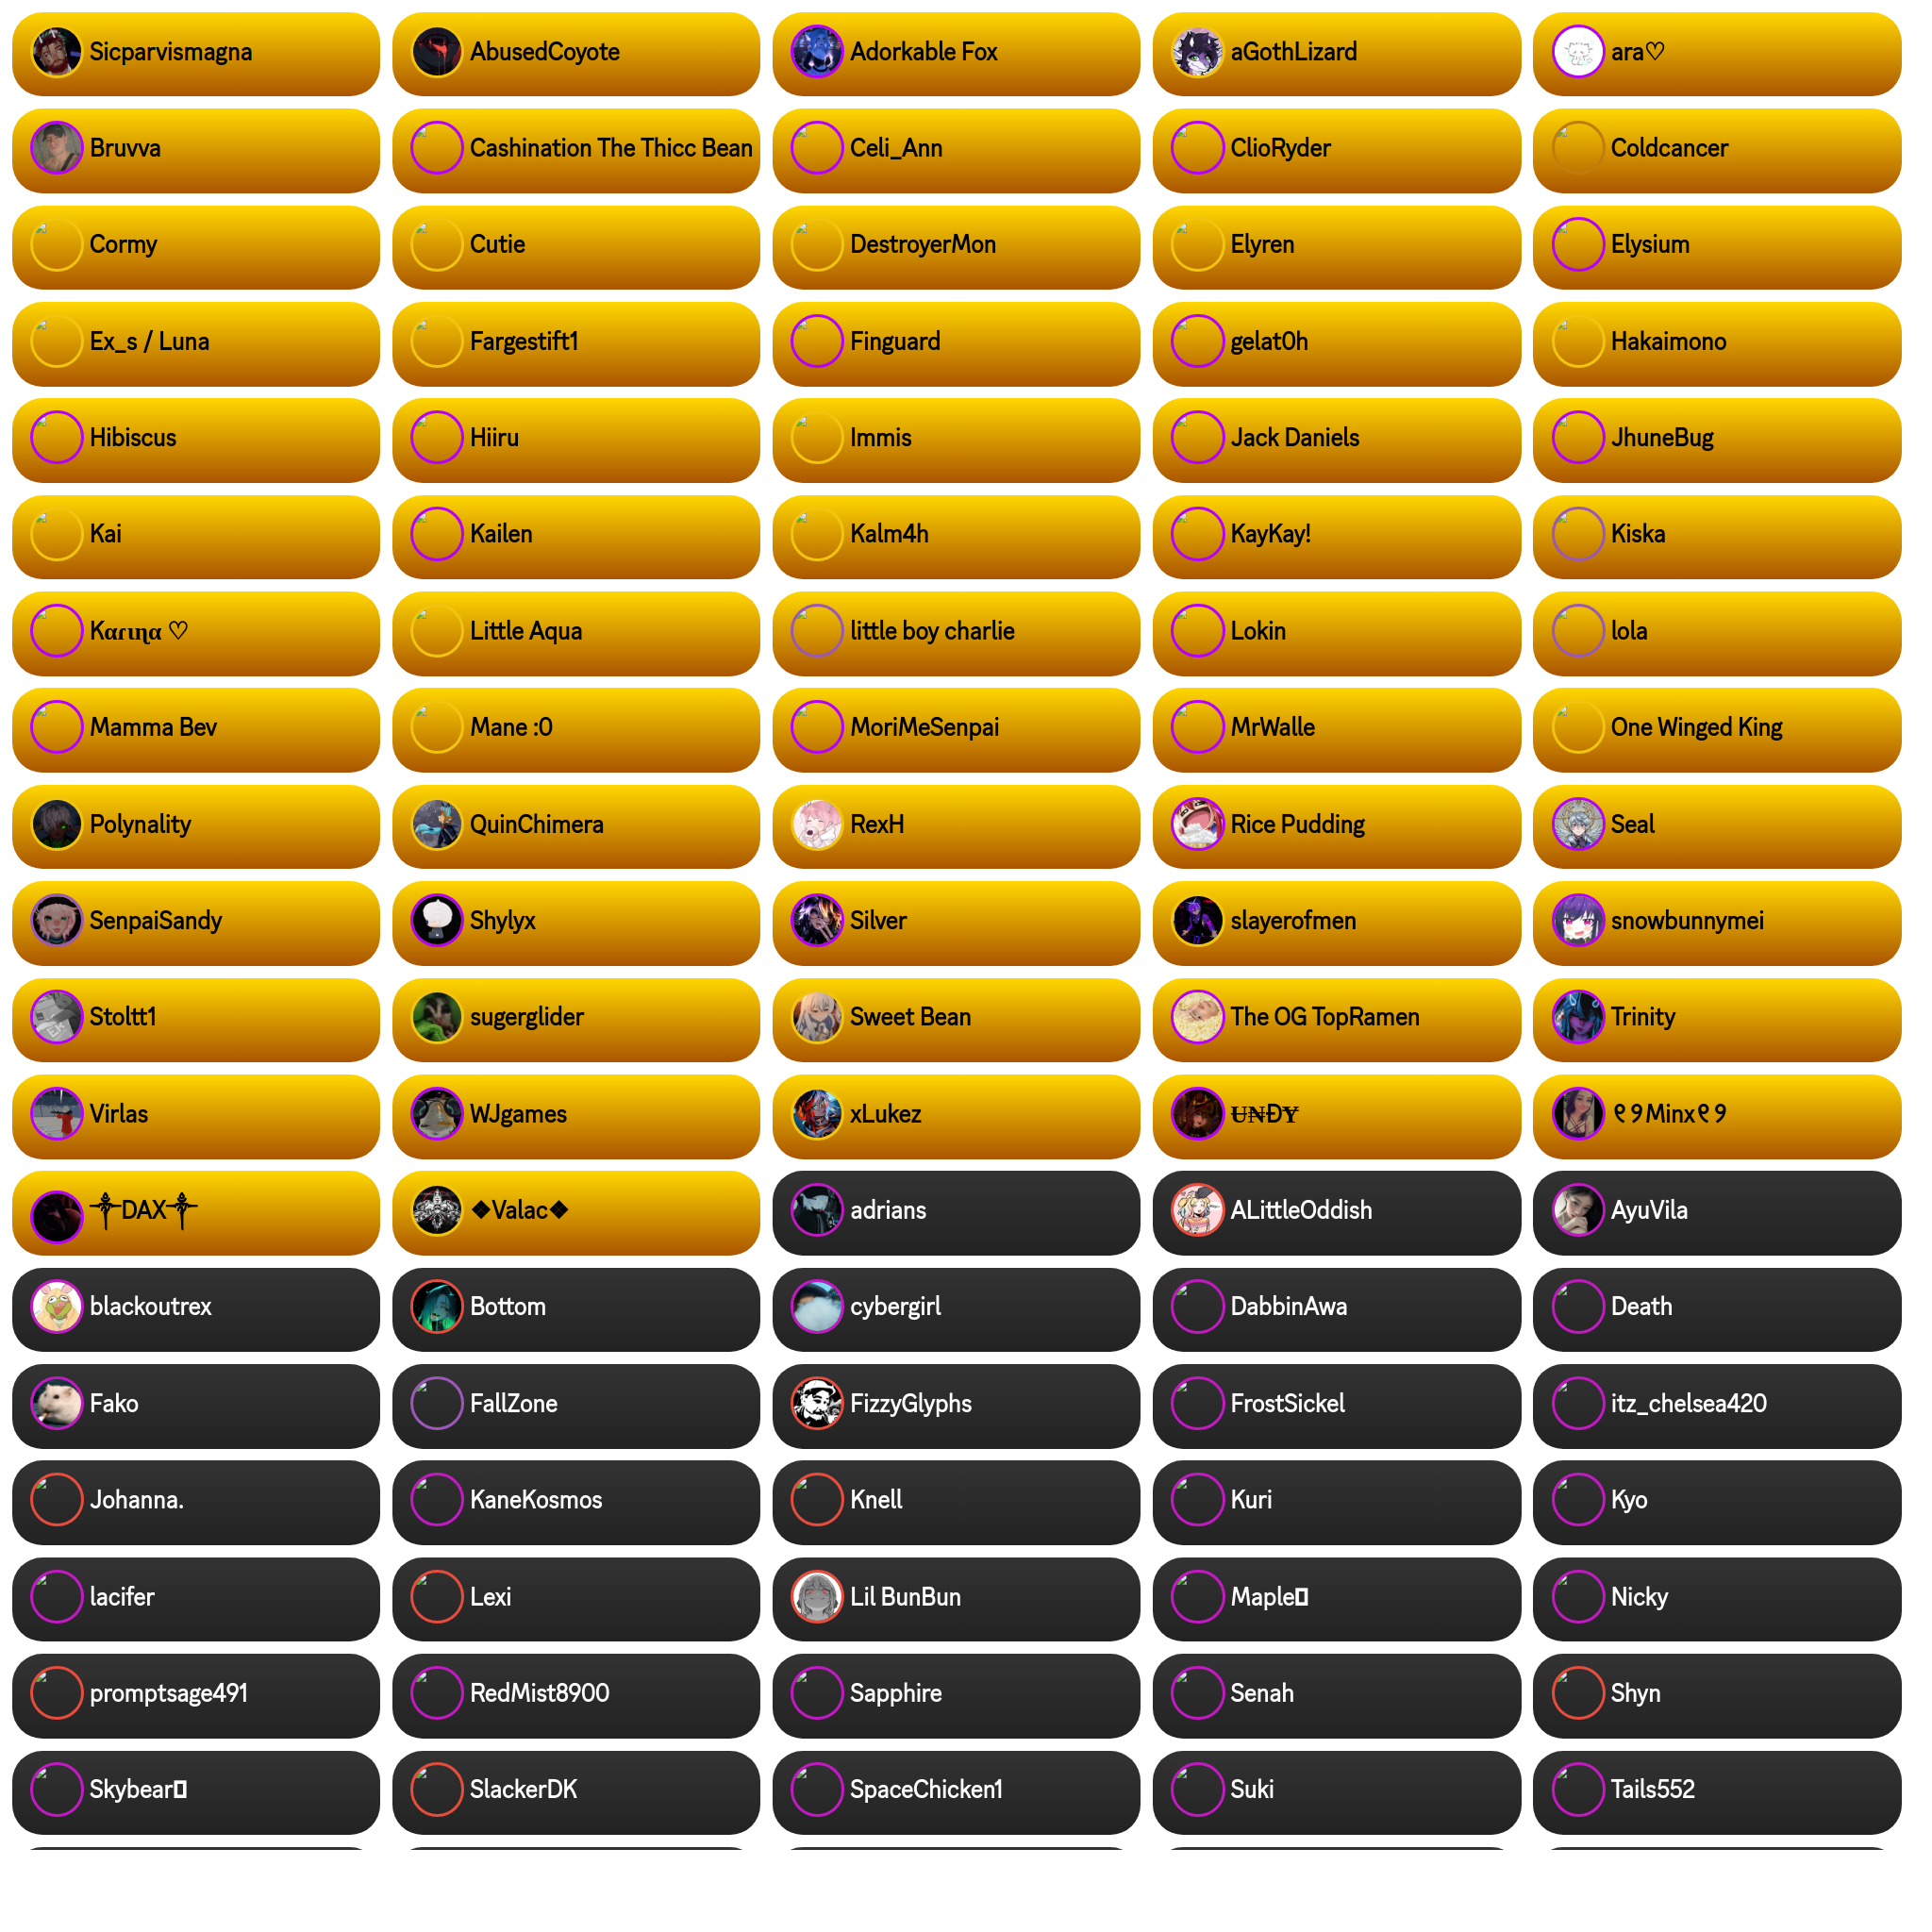 Sicparvismagna
AbusedCoyote
Adorkable Fox
aGothLizard
ara♡
Bruvva
Cashination The Thicc Bean
Celi_Ann
ClioRyder
Coldcancer
Cormy
Cutie
DestroyerMon
Elyren
Elysium
Ex_s / Luna
Fargestift1
Finguard
gelat0h
Hakaimono
Hibiscus
Hiiru
Immis
Jack Daniels
JhuneBug
Kai
Kailen
Kalm4h
KayKay!
Kiska
Kαɾιɳα ♡
Little Aqua
little boy charlie
Lokin
lola
Mamma Bev
Mane :0
MoriMeSenpai
MrWalle
One Winged King
Polynality
QuinChimera
RexH
Rice Pudding
Seal
SenpaiSandy
Shylyx
Silver
slayerofmen
snowbunnymei
Stoltt1
sugerglider
Sweet Bean
The OG TopRamen
Trinity
Virlas
WJgames
xLukez
U̶N̶ĐY̶
୧୨Minx୧୨
༒DAX༒
❖Valac❖
adrians
ALittleOddish
AyuVila
blackoutrex
Bottom
cybergirl
DabbinAwa
Death
Fako
FallZone
FizzyGlyphs
FrostSickel
itz_chelsea420
Johanna.
KaneKosmos
Knell
Kuri
Kyo
lacifer
Lexi
Lil BunBun
Maple
Nicky
promptsage491
RedMist8900
Sapphire
Senah
Shyn
Skybear
SlackerDK
SpaceChicken1
Suki
Tails552